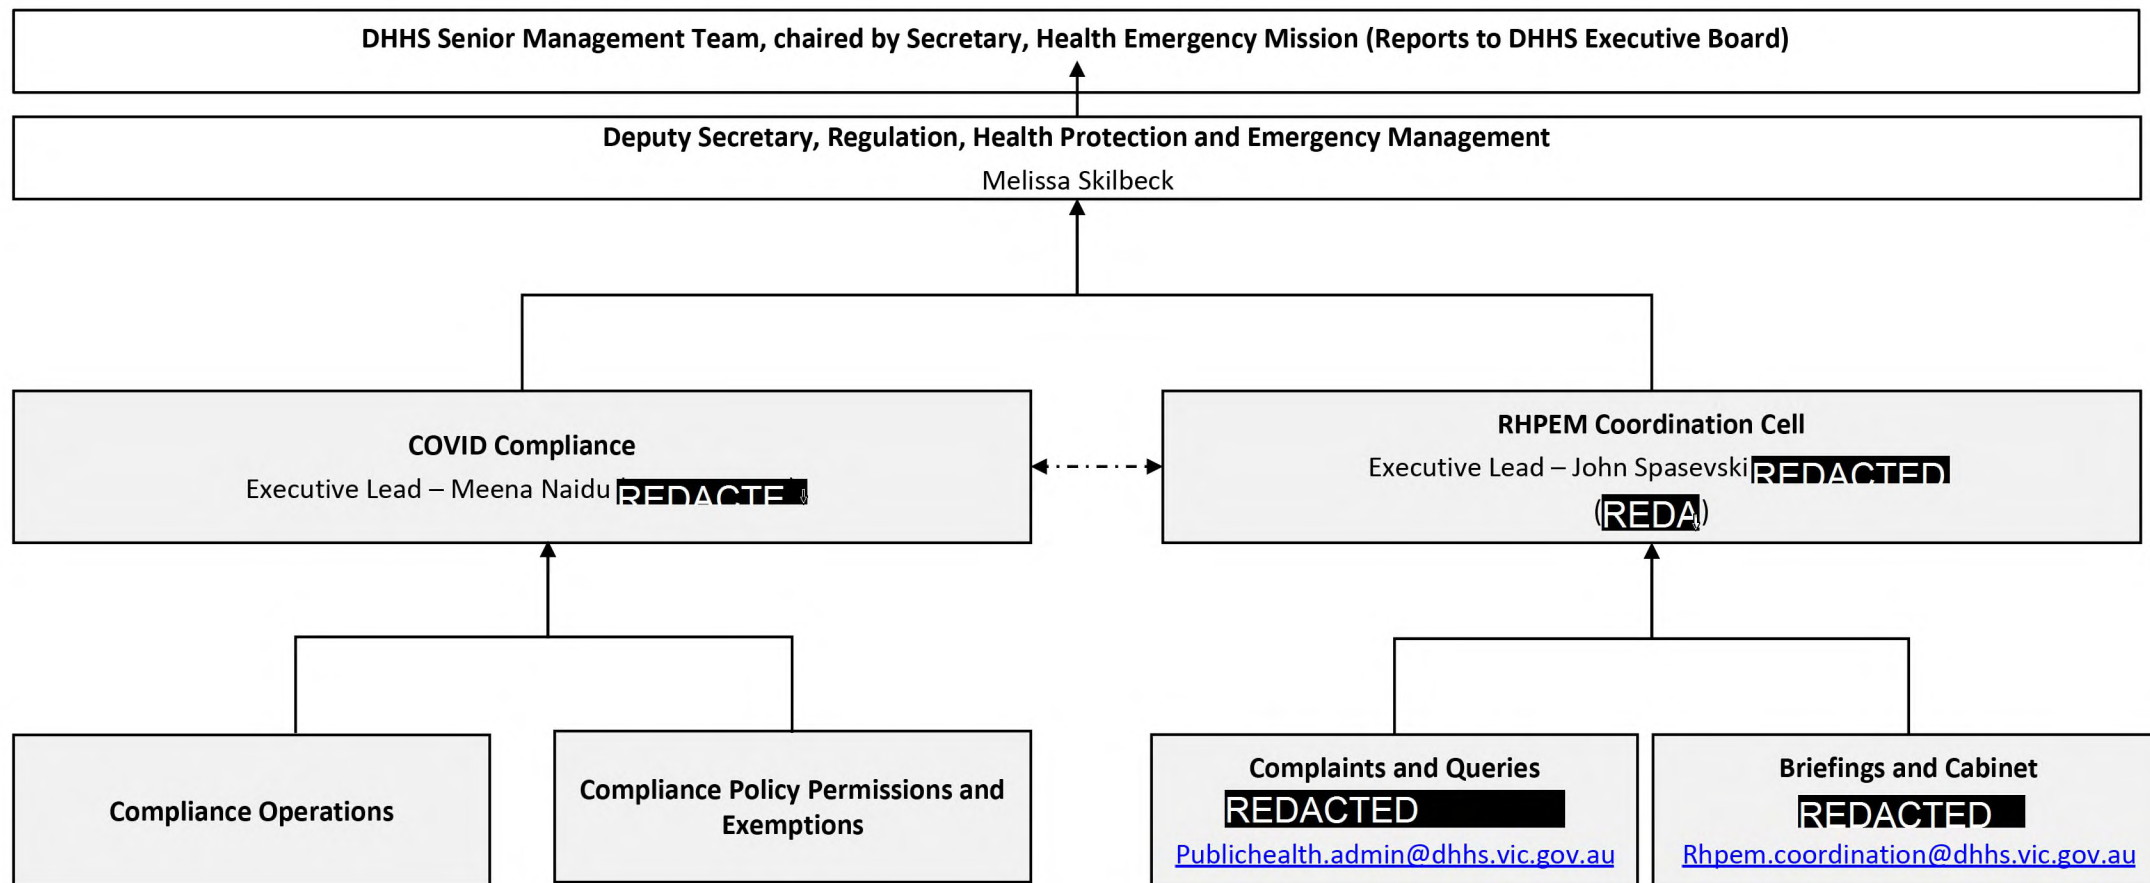 DHHS Senior Management Team, chaired by Secretary, Health Emergency Mission (Reports to DHHS Executive Board)
Deputy Secretary, Regulation, Health Protection and Emergency Management
Melissa Skilbeck
COVID Compliance
Executive Lead – Meena Naidu (REDACTE
RHPEM Coordination Cell
Executive Lead – John Spasevski REDACTED
(REDA)
Compliance Operations
Compliance Policy Permissions and
Exemptions
Complaints and Queries
REDACTED
Publichealth.admin@dhhs.vic.gov.au
Briefings and Cabinet
REDACTED
Rhpem.coordination@dhhs.vic.gov.au